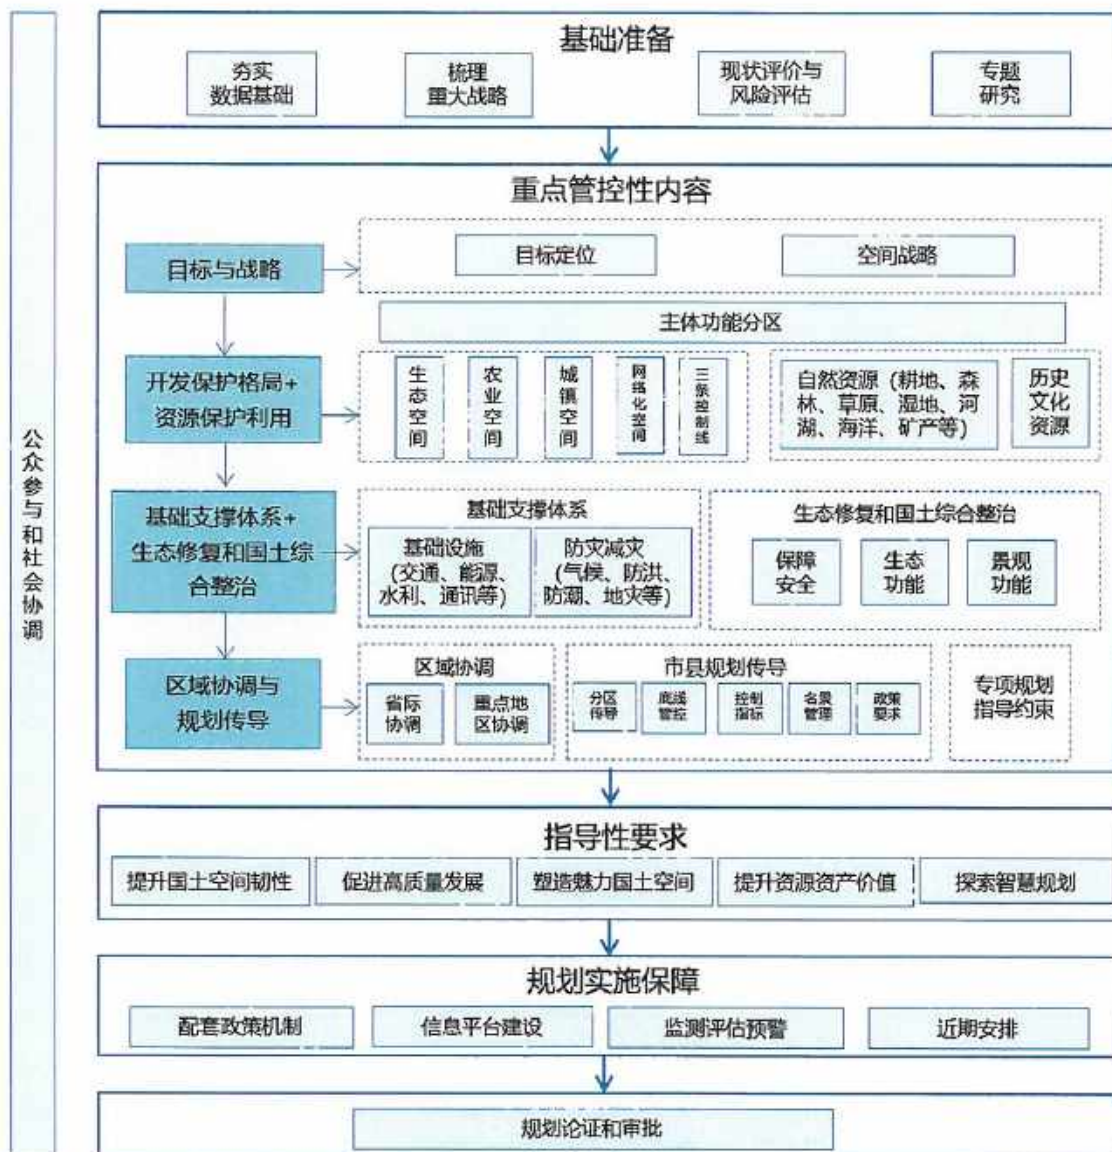 公众参与和社会协调
基础准备
夯实
数据基础
梳理
重大战略
现状评价与
风险评估
专题
研究
重点管控性内容
目标与战略
目标定位
空间战略
主体功能分区
开发保护格局+
资源保护利用
生态空间
农业空间
城镇空间
网络化空间
三条控制线
自然资源（耕地、森
林、草原、湿地、河
湖、海洋、矿产等）
历史
文化
资源
基础支撑体系+
生态修复和国土综
合整治
基础支撑体系
基础设施
（交通、能源、
水利、通讯等）
防灾减灾
（气候、防洪、
防潮、地灾等）
生态修复和国土综合整治
保障
安全
生态
功能
景观
功能
区域协调与
规划传导
区域协调
省际
协调
重点地
区协调
市县规划传导
分区
传导
底线
管控
控制
指标
名录
管理
政策
要求
专项规划
指导约束
指导性要求
提升国土空间韧性
促进高质量发展
塑造魅力国土空间
提升资源资产价值
探索智慧规划
规划实施保障
配套政策机制
信息平台建设
监测评估预警
近期安排
规划论证和审批